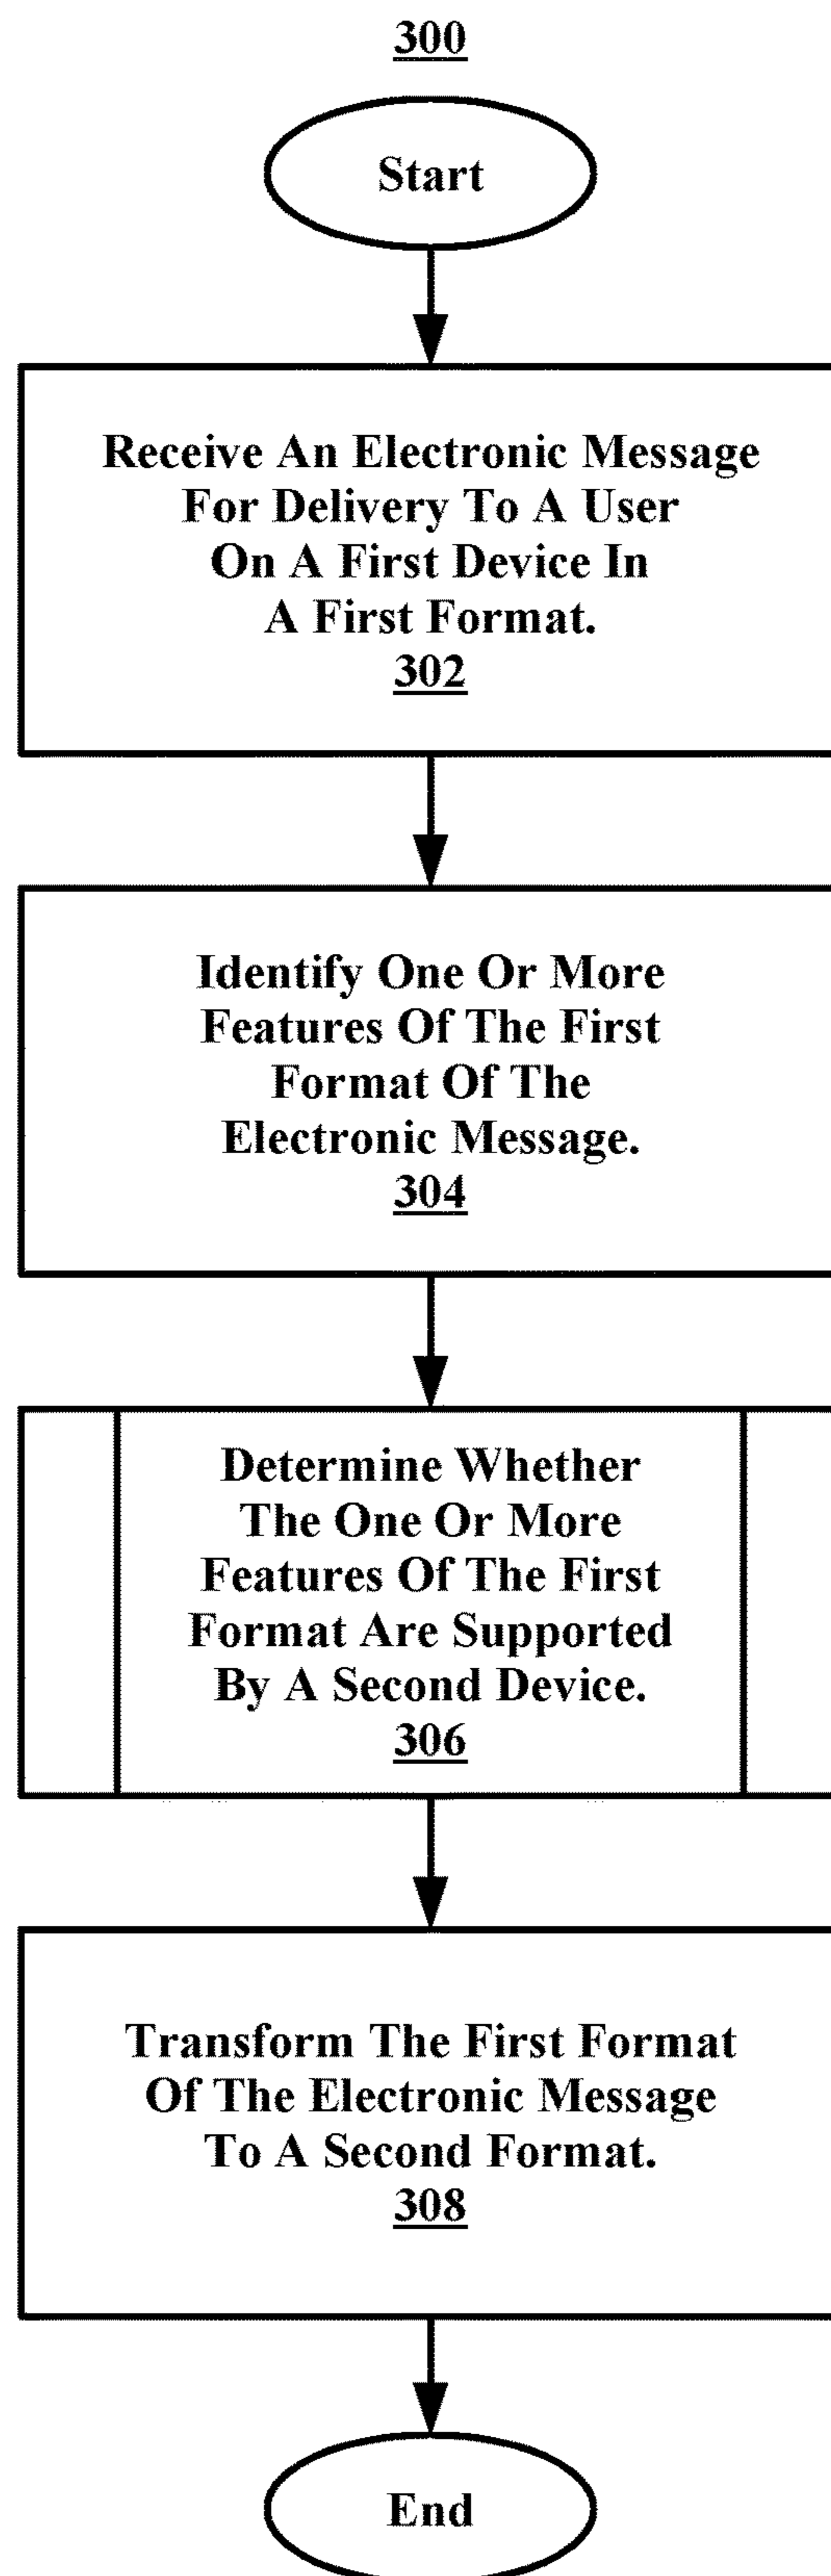 300
Start
Receive An Electronic Message
For Delivery To A User
On A First Device In
A First Format.
302
Identify One Or More
Features Of The First
Format Of The
Electronic Message.
304
Determine Whether
The One Or More
Features Of The First
Format Are Supported
By A Second Device.
306
Transform The First Format
Of The Electronic Message
To A Second Format.
308
End